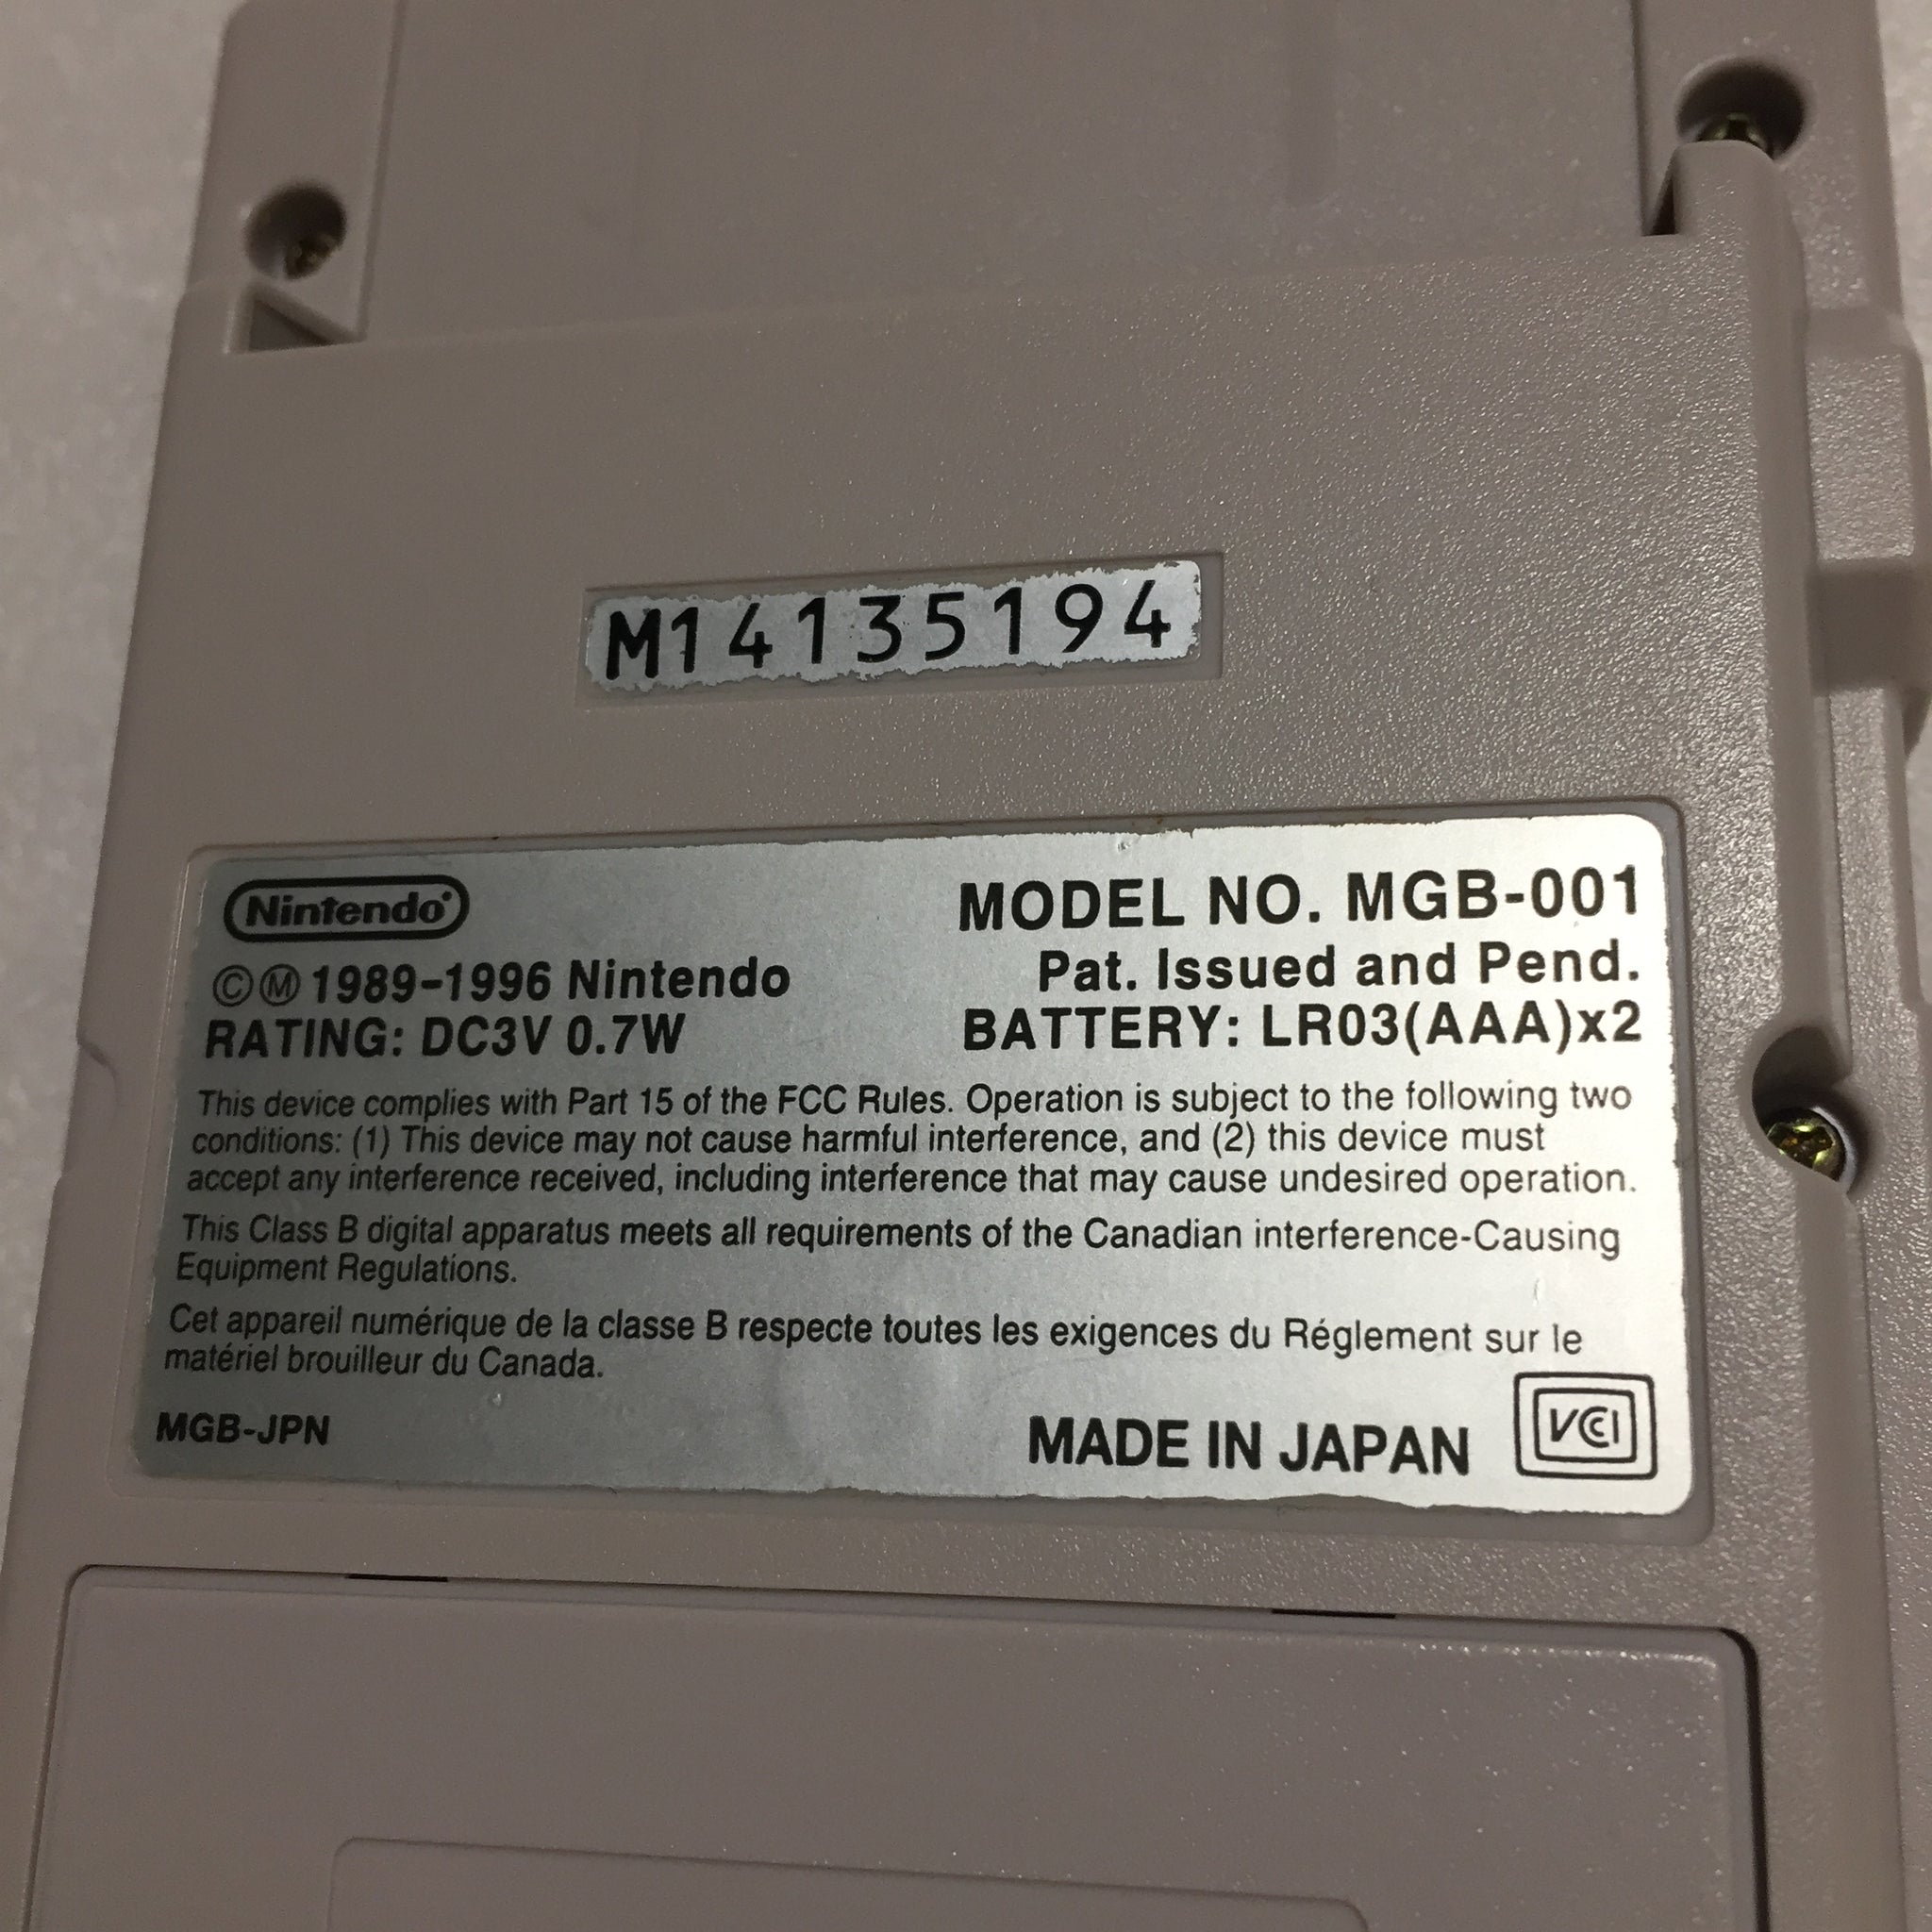 M14135194
Nintendo®
MODEL NO. MGB-001
©Ⓜ1989-1996 Nintendo
Pat. Issued and Pend.
RATING: DC3V 0.7W
BATTERY: LR03(AAA)x2
This device complies with Part 15 of the FCC Rules. Operation is subject to the following two
conditions: (1) This device may not cause harmful interference, and (2) this device must
accept any interference received, including interference that may cause undesired operation.
This Class B digital apparatus meets all requirements of the Canadian interference-Causing
Equipment Regulations.
Cet appareil numérique de la classe B respecte toutes les exigences du Réglement sur le
matériel brouilleur du Canada.
MGB-JPN
MADE IN JAPAN
VCCI